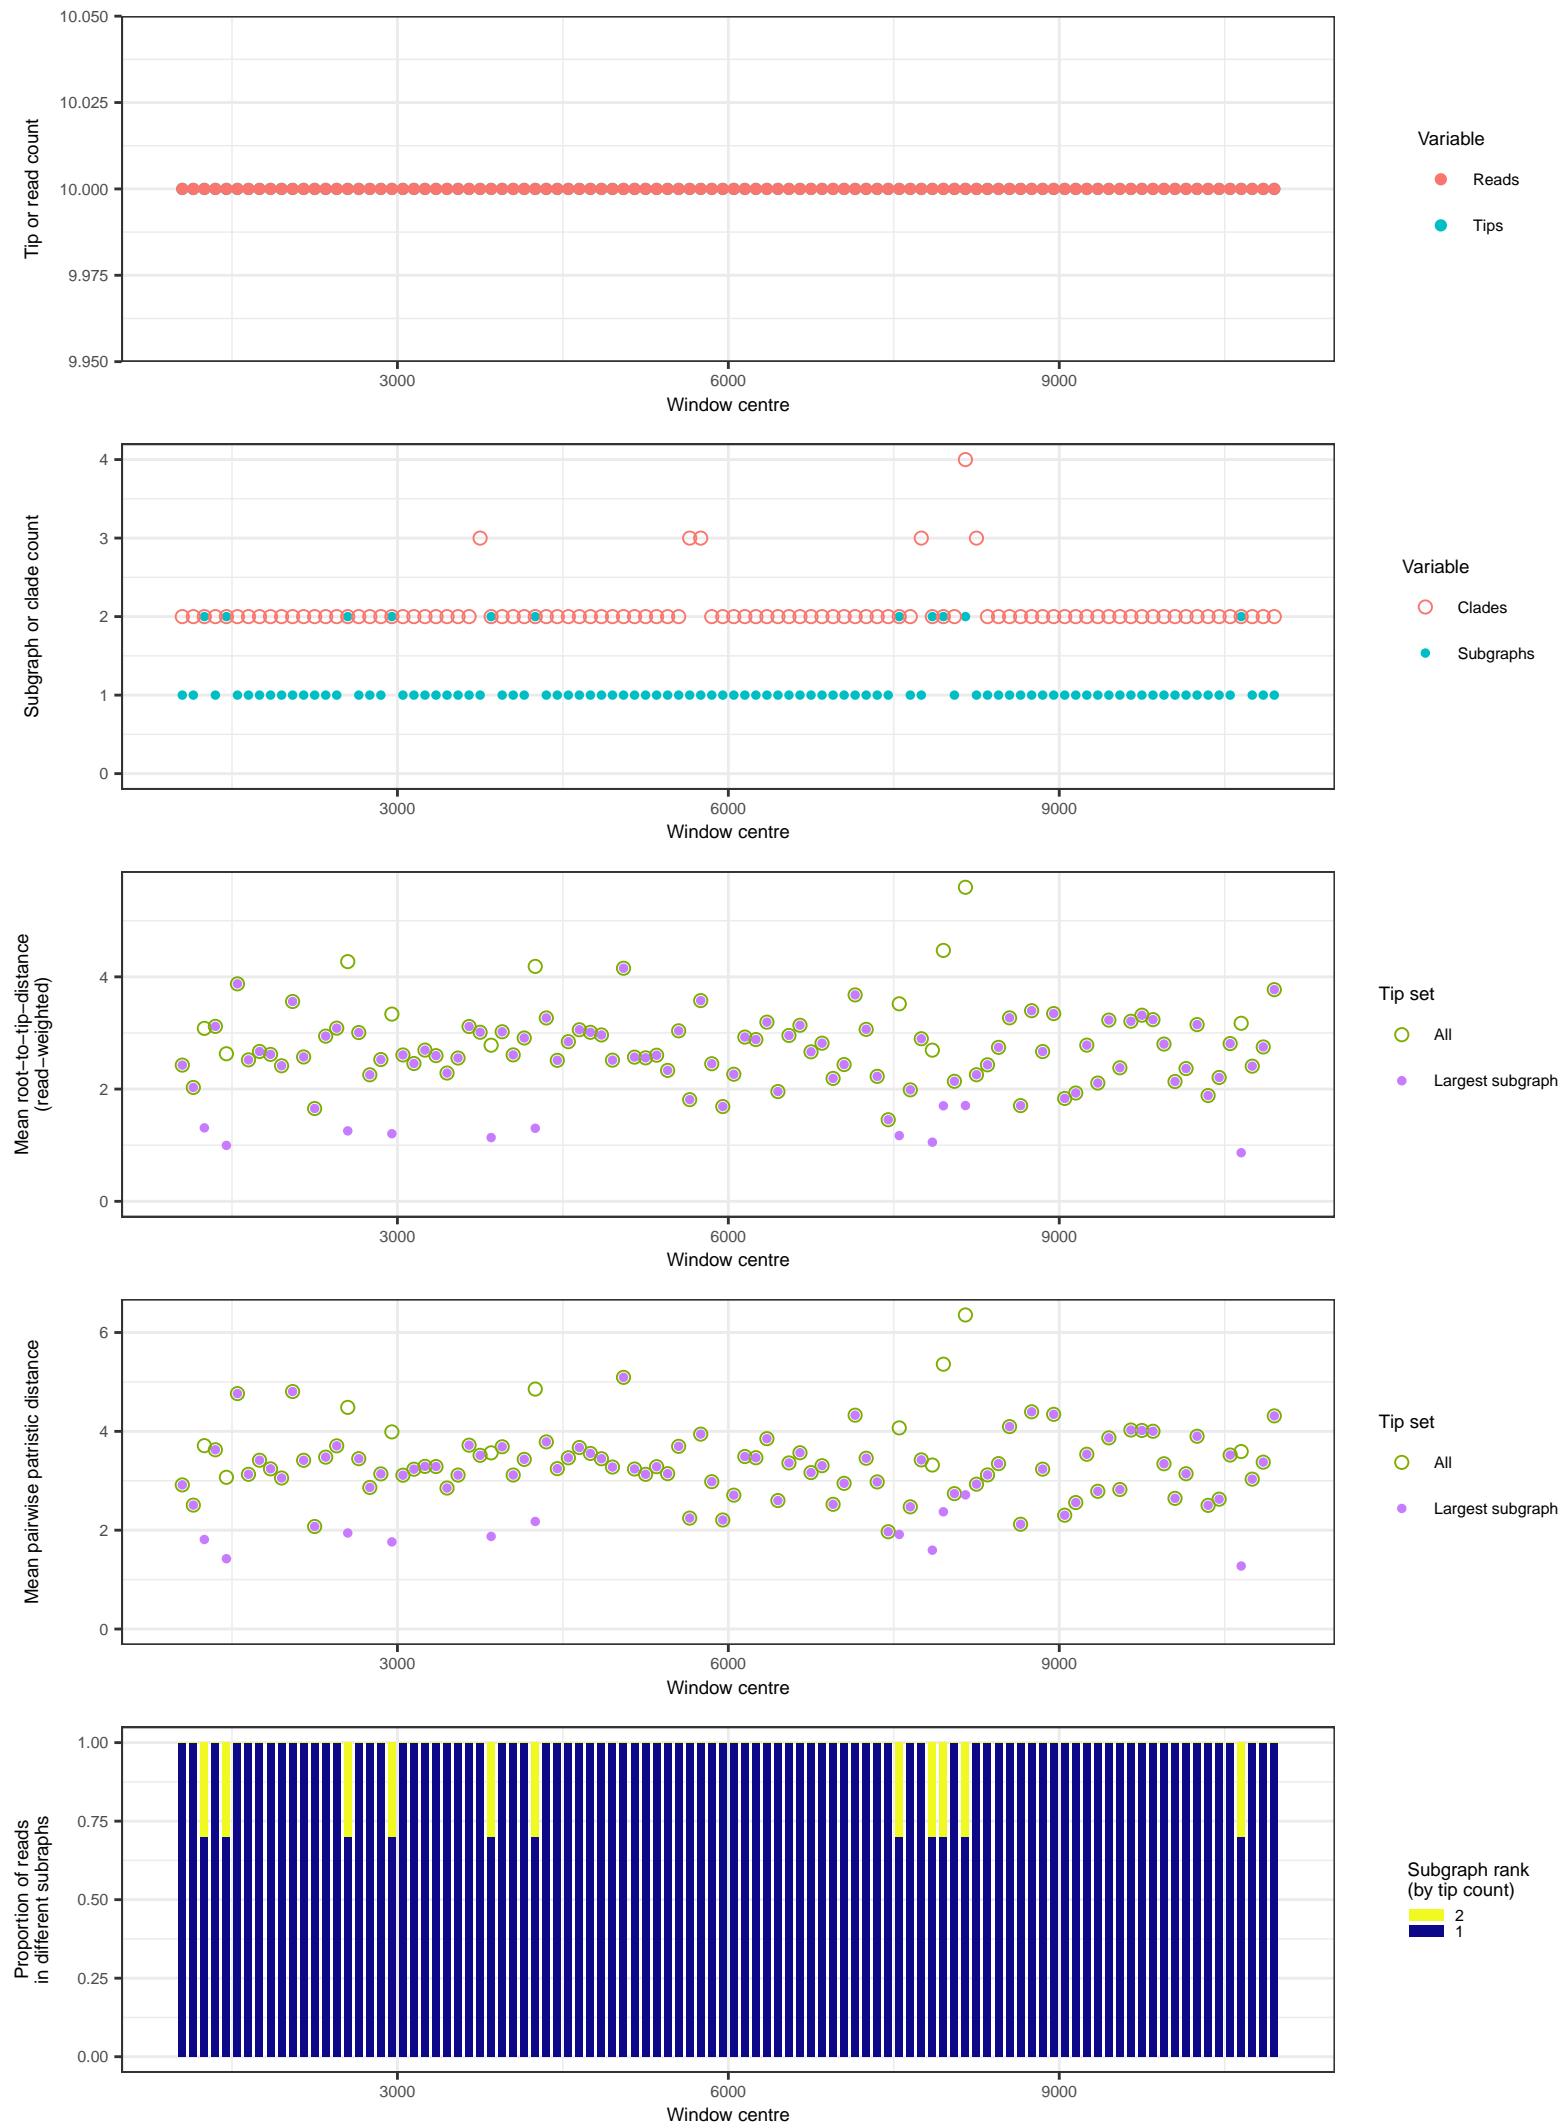 10.050
10.025
10.000
9.975
9.950
Tip or read count
3000 6000 9000
Window centre
Variable
Reads
Tips
4
3
2
1
0
Subgraph or clade count
3000 6000 9000
Window centre
Variable
Clades
Subgraphs
4
2
0
Mean root−to−tip−distance
(read−weighted)
3000 6000 9000
Window centre
Tip set
All
Largest subgraph
6
4
2
0
Mean pairwise patristic distance
3000 6000 9000
Window centre
Tip set
All
Largest subgraph
1.00
0.75
0.50
0.25
0.00
Proportion of reads
in different subraphs
3000 6000 9000
Window centre
Subgraph rank
(by tip count)
2
1